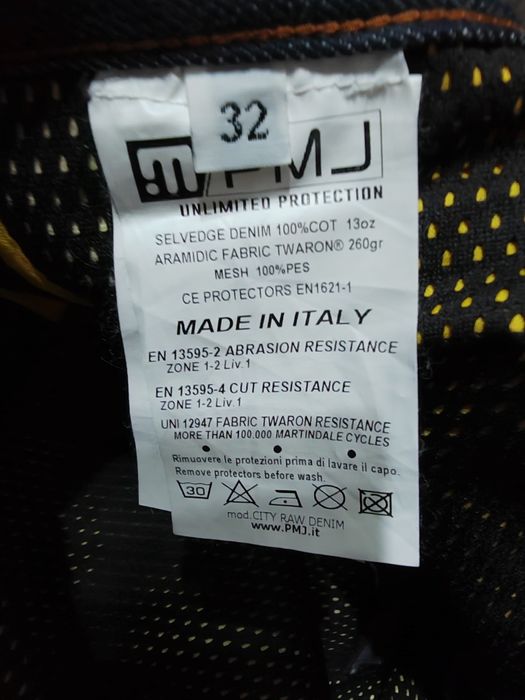 32
PMJ
UNLIMITED PROTECTION
SELVEDGE DENIM 100%COT 13oz
ARAMIDIC FABRIC TWARON® 260gr
MESH 100%PES
CE PROTECTORS EN1621-1
MADE IN ITALY
EN 13595-2 ABRASION RESISTANCE
ZONE 1-2 Liv.1
EN 13595-4 CUT RESISTANCE
ZONE 1-2 Liv.1
UNI 12947 FABRIC TWARON RESISTANCE
MORE THAN 100.000 MARTINDALE CYCLES
Rimuovere le protezioni prima di lavare il capo.
Remove protectors before wash.
30
mod.CITY RAW DENIM
www.PMJ.it